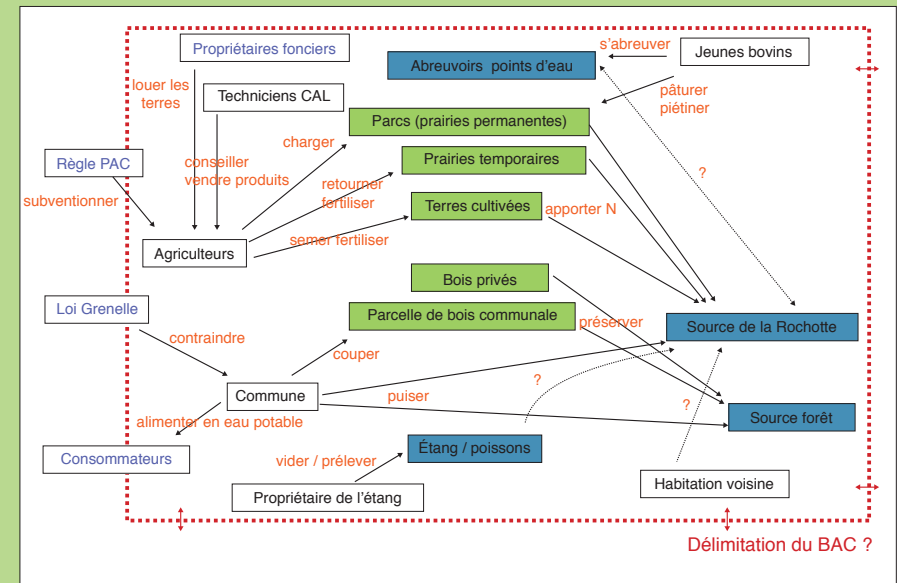 Propriétaires fonciers
s'abreuver
Jeunes bovins
Abreuvoirs points d'eau
louer les
terres
Techniciens CAL
pâturer
piétiner
Parcs (prairies permanentes)
charger
Règle PAC
conseiller
vendre produits
Prairies temporaires
?
retourner
fertiliser
subventionner
Terres cultivées
apporter N
semer fertiliser
Agriculteurs
Bois privés
Loi Grenelle
Parcelle de bois communale
préserver
Source de la Rochotte
contraindre
couper
?
Commune
puiser
?
alimenter en eau potable
Source forêt
Consommateurs
Étang / poissons
vider / prélever
Habitation voisine
Propriétaire de l'étang
Délimitation du BAC ?